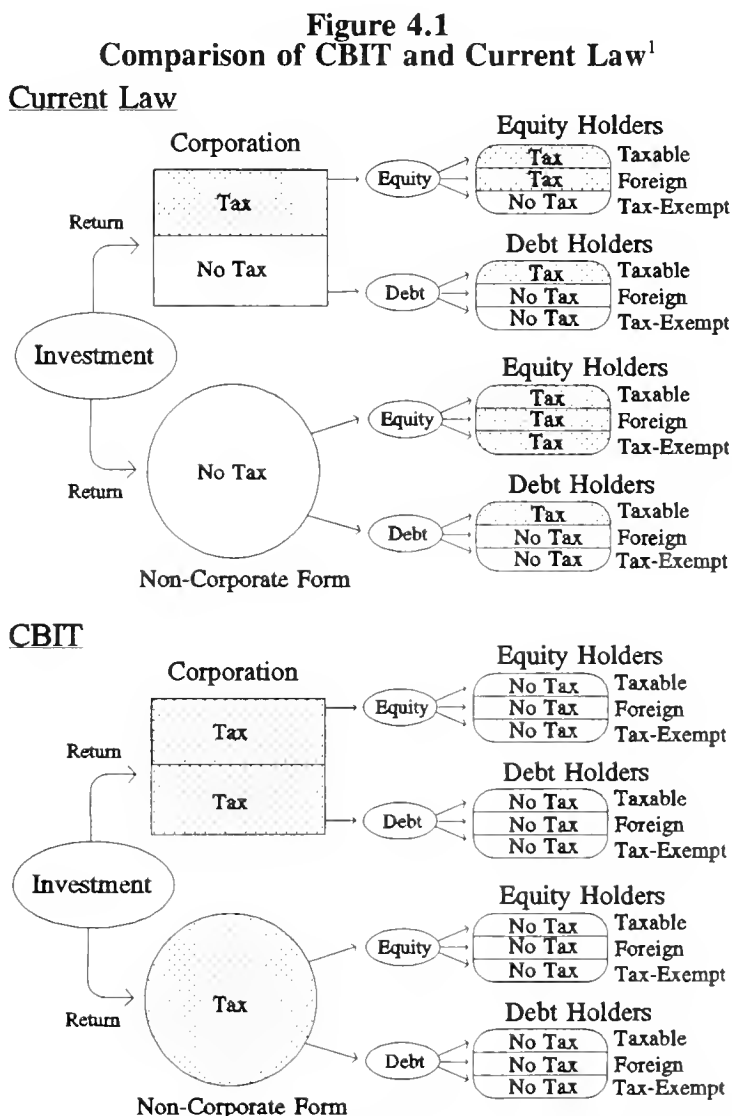 Figure 4.1
Comparison of CBIT and Current Law¹
Current Law
Corporation
Return
Tax
No Tax
Equity
Equity Holders
Tax Taxable
Tax Foreign
No Tax Tax-Exempt
Debt
Debt Holders
Tax Taxable
No Tax Foreign
No Tax Tax-Exempt
Investment
Return
No Tax
Non-Corporate Form
Equity
Equity Holders
Tax Taxable
Tax Foreign
Tax Tax-Exempt
Debt
Debt Holders
Tax Taxable
No Tax Foreign
No Tax Tax-Exempt
CBIT
Corporation
Return
Tax
Tax
Equity
Equity Holders
No Tax Taxable
No Tax Foreign
No Tax Tax-Exempt
Debt
Debt Holders
No Tax Taxable
No Tax Foreign
No Tax Tax-Exempt
Investment
Return
Tax
Non-Corporate Form
Equity
Equity Holders
No Tax Taxable
No Tax Foreign
No Tax Tax-Exempt
Debt
Debt Holders
No Tax Taxable
No Tax Foreign
No Tax Tax-Exempt